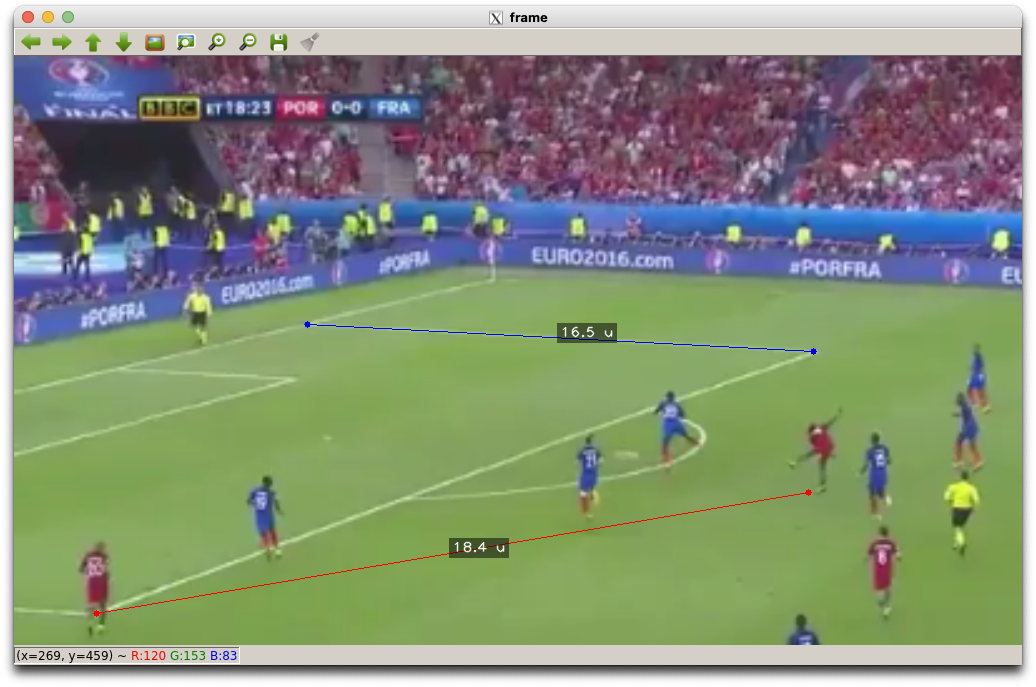 frame
EURO2016
FINAL
BBC ET 18:23 POR 0-0 FRA
#PORFRA EURO2016.com #PORFRA EURO2016.com #PORFRA EU
16.5 u
18.4 u
(x=269, y=459) ~ R:120 G:153 B:83